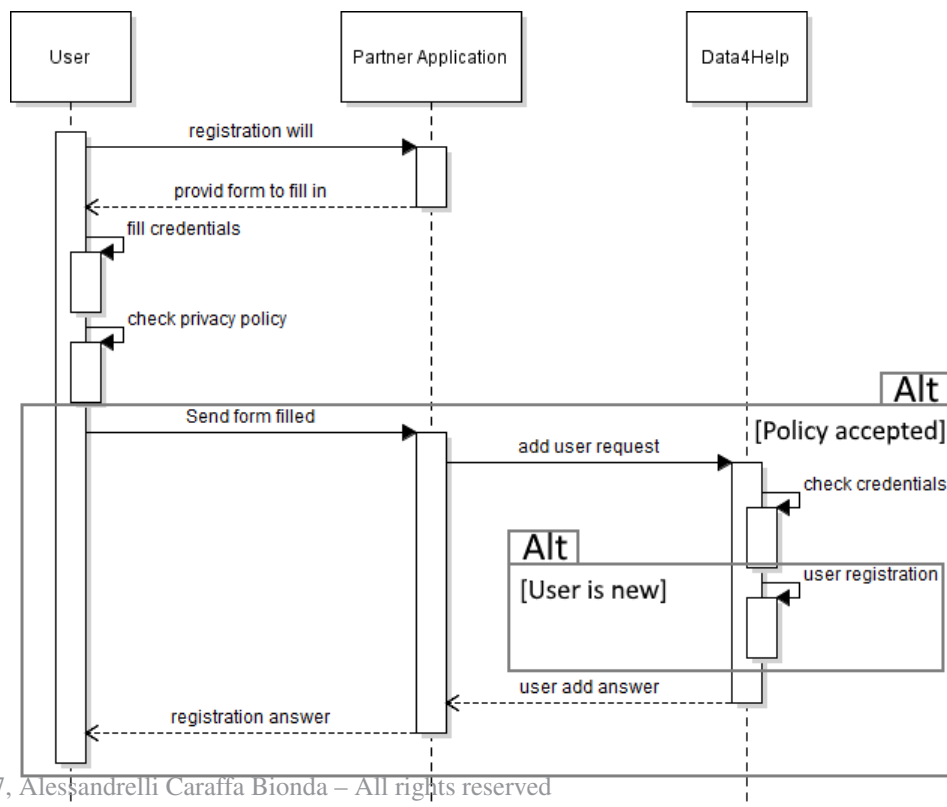 User
Partner Application
Data4Help
registration will
provid form to fill in
fill credentials
check privacy policy
Alt
Send form filled
[Policy accepted]
add user request
check credentials
Alt
user registration
[User is new]
user add answer
registration answer
7, Alessandrelli Caraffa Bionda – All rights reserved